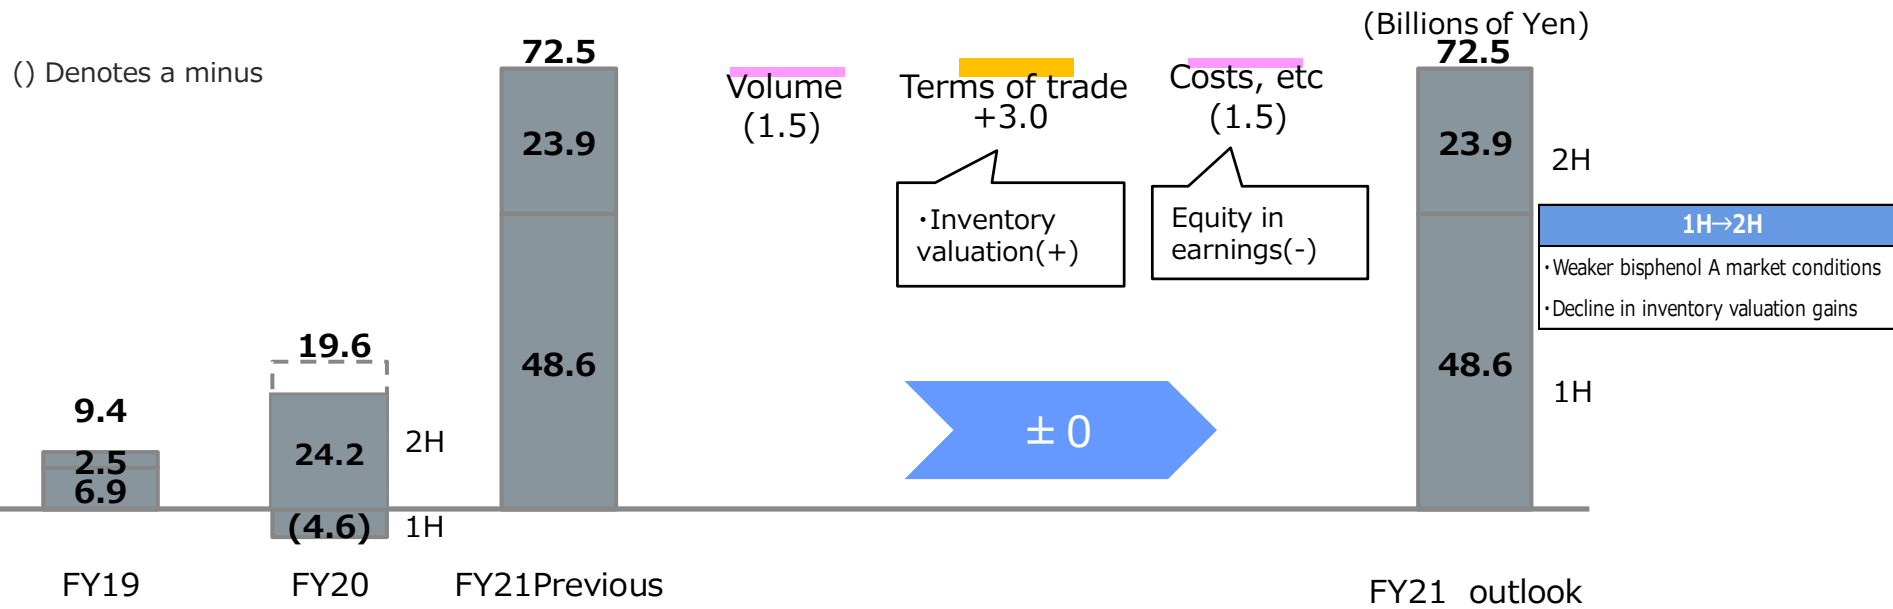 (Billions of Yen)
() Denotes a minus
72.5
23.9
48.6
Volume
(1.5)
Terms of trade
+3.0
Costs, etc
(1.5)
・Inventory
valuation(+)
Equity in
earnings(-)
± 0
72.5
23.9
48.6
2H
1H
1H→2H
・Weaker bisphenol A market conditions
・Decline in inventory valuation gains
9.4
2.5
6.9
19.6
24.2
(4.6)
2H
1H
FY19
FY20
FY21Previous
FY21 outlook